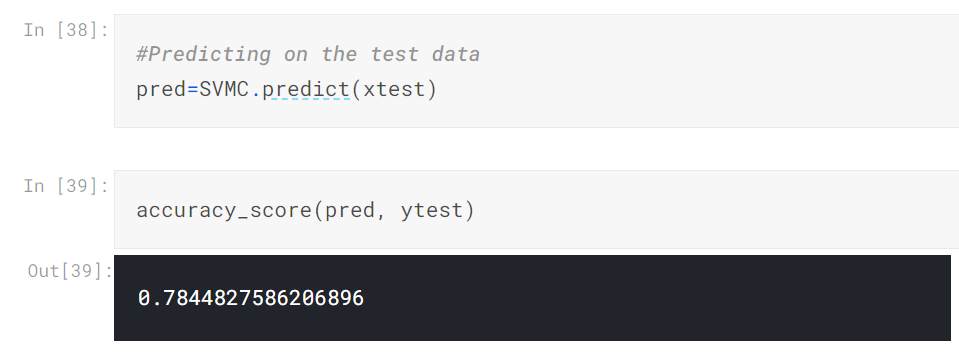 In [38]:
#Predicting on the test data
pred=SVMC.predict(xtest)
In [39]:
accuracy_score(pred, ytest)
Out[39]:
0.7844827586206896